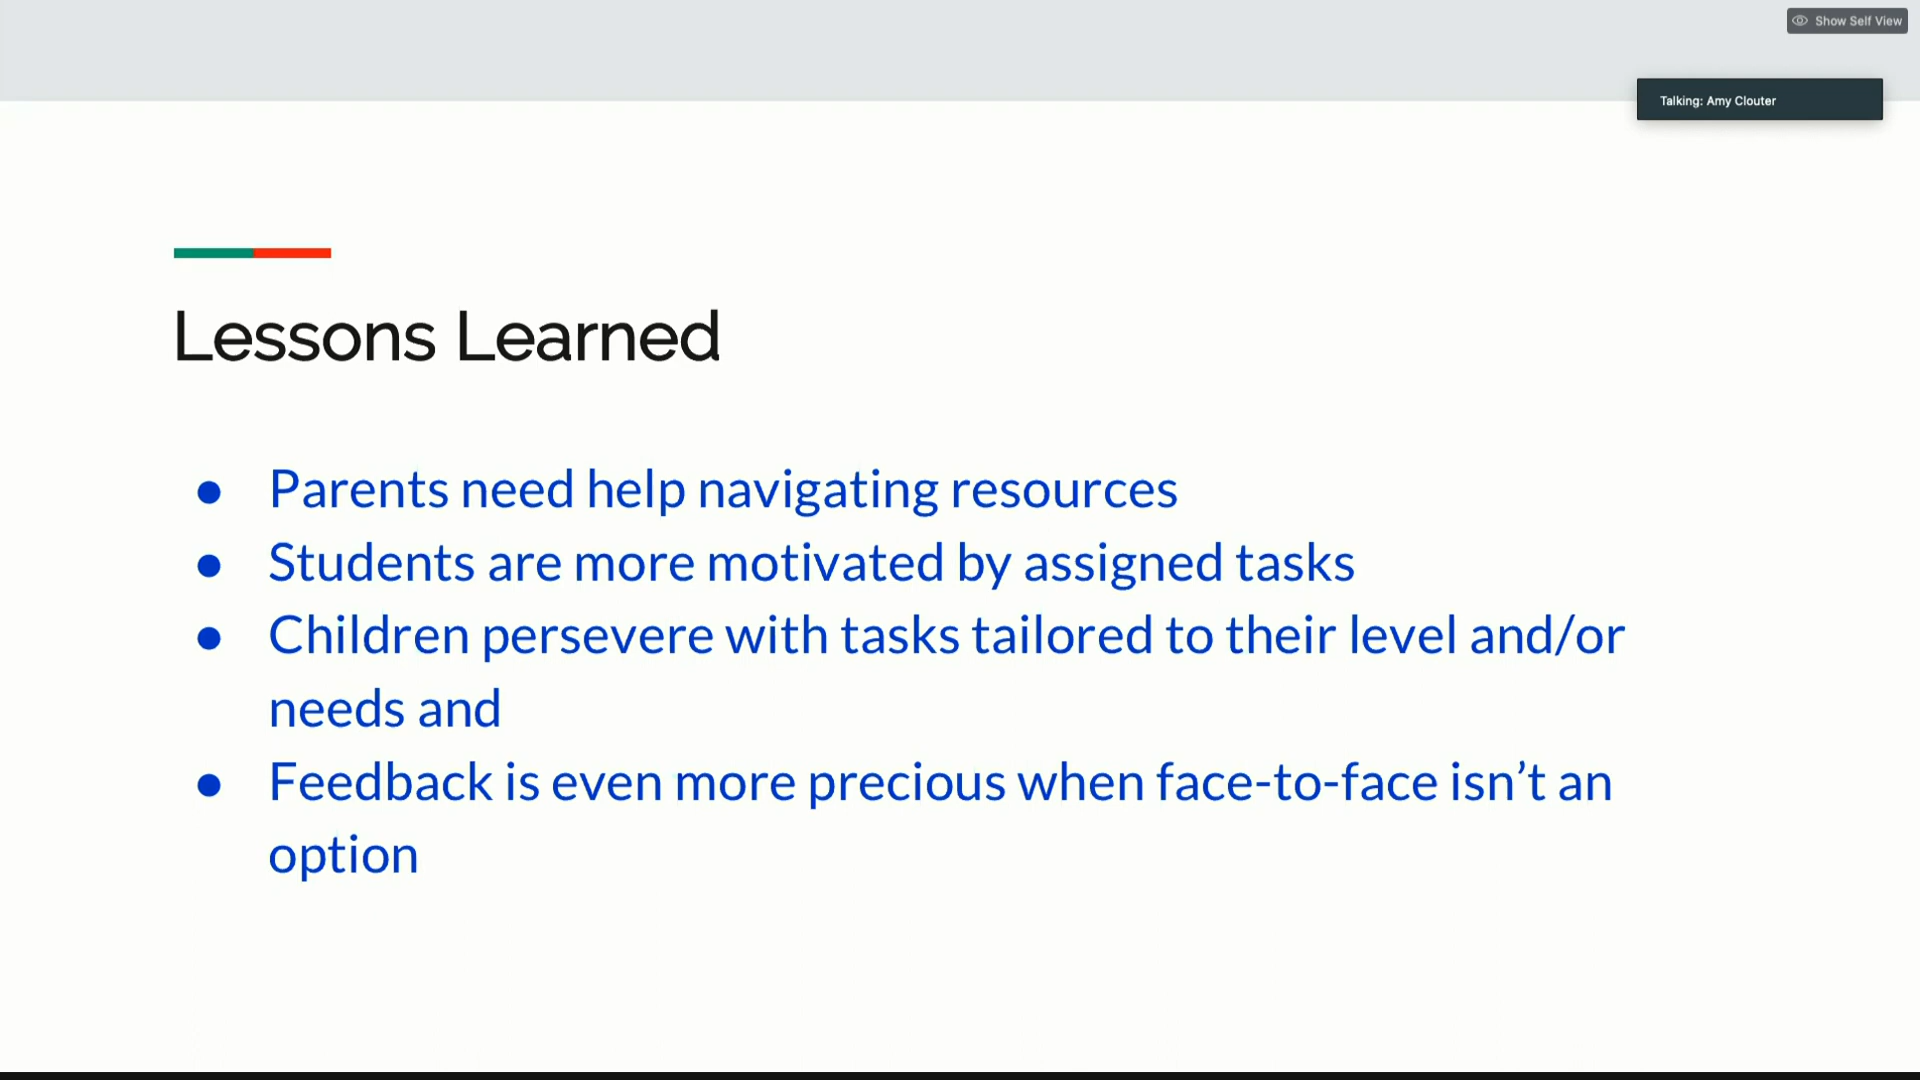 Show Self View
Talking: Amy Clouter
Lessons Learned
● Parents need help navigating resources
● Students are more motivated by assigned tasks
● Children persevere with tasks tailored to their level and/or
needs and
● Feedback is even more precious when face-to-face isn’t an
option